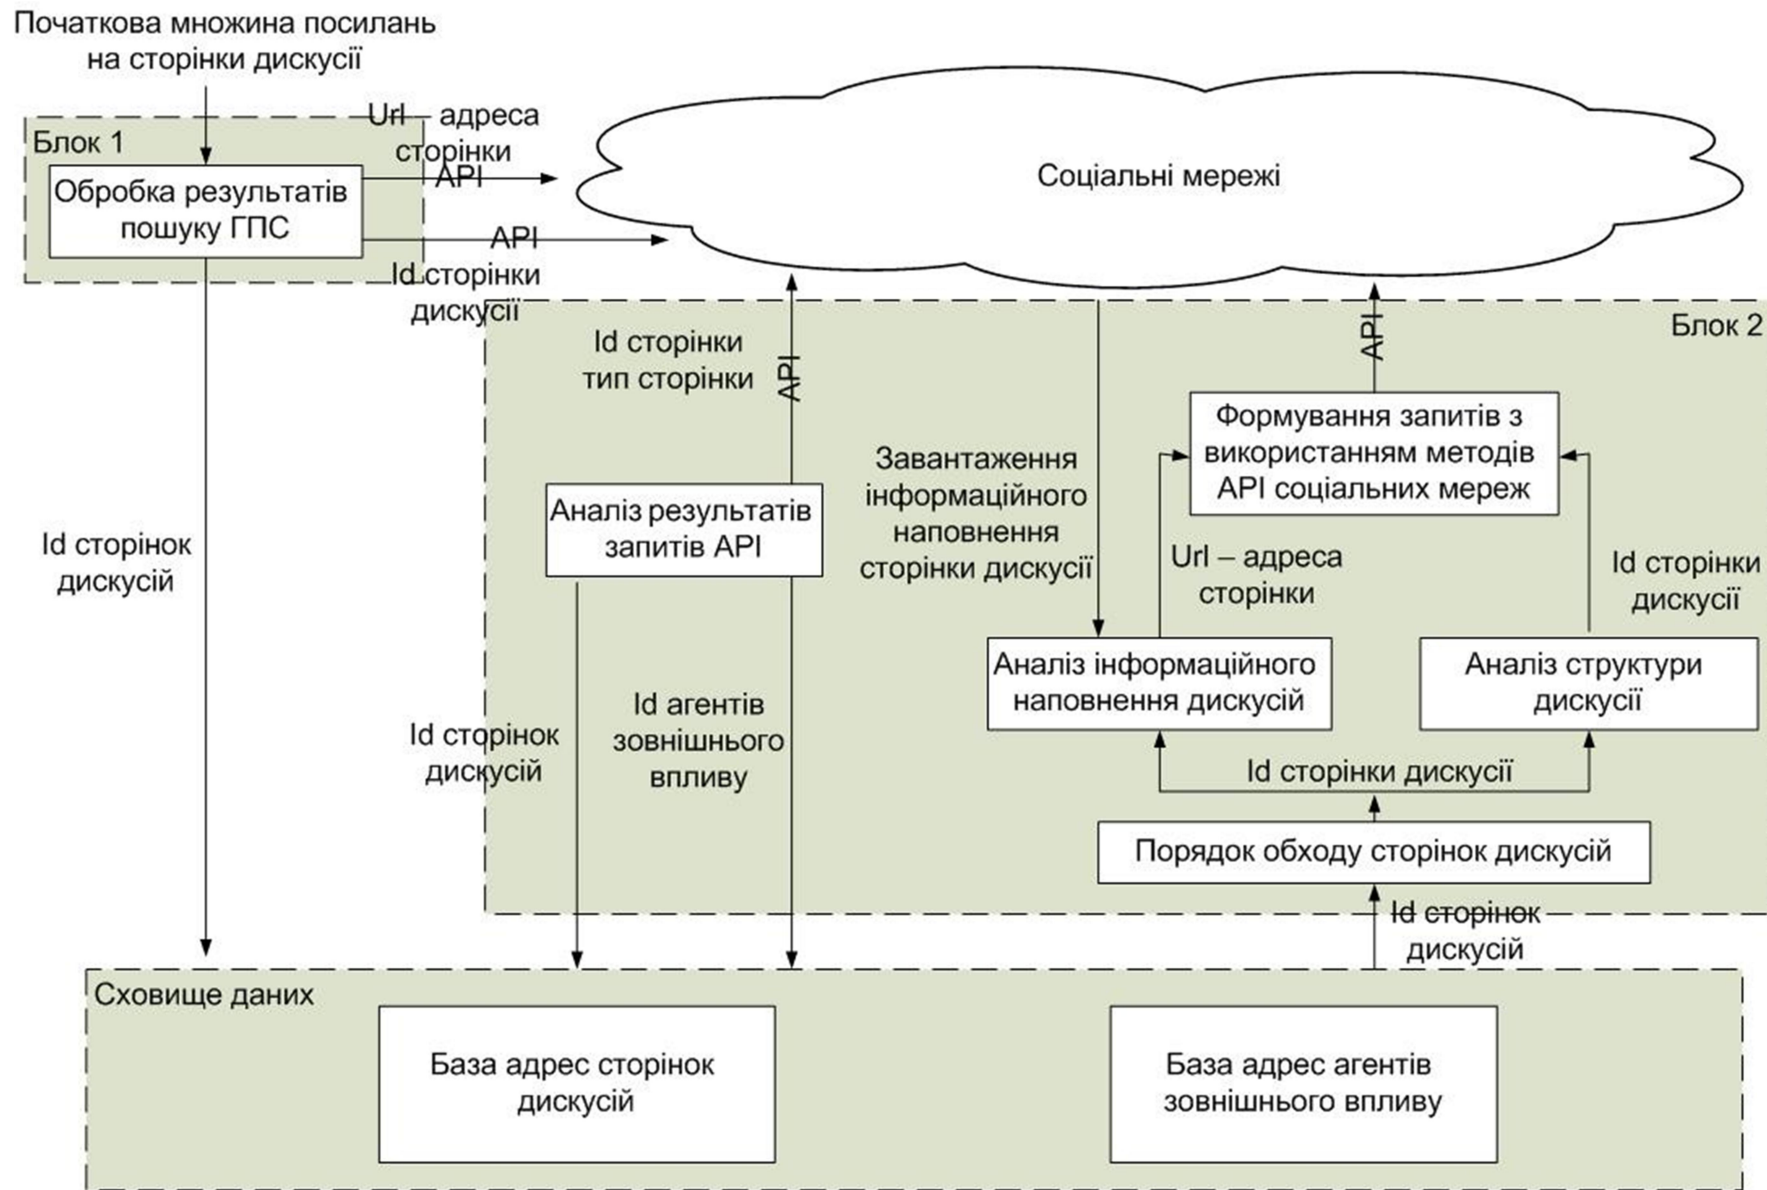 Початкова множина посилань
на сторінки дискусії
Блок 1
Url – адреса
сторінки
API
Обробка результатів
пошуку ГПС
API
Id сторінки
дискусії
Соціальні мережі
Блок 2
Id сторінки
тип сторінки
API
API
Формування запитів з
використанням методів
API соціальних мереж
Завантаження
інформаційного
наповнення
сторінки дискусії
Аналіз результатів
запитів API
Id сторінок
дискусій
Url – адреса
сторінки
Id сторінки
дискусії
Аналіз інформаційного
наповнення дискусій
Аналіз структури
дискусії
Id сторінок
дискусій
Id агентів
зовнішнього
впливу
Id сторінки дискусії
Порядок обходу сторінок дискусій
Id сторінок
дискусій
Сховище даних
База адрес сторінок
дискусій
База адрес агентів
зовнішнього впливу